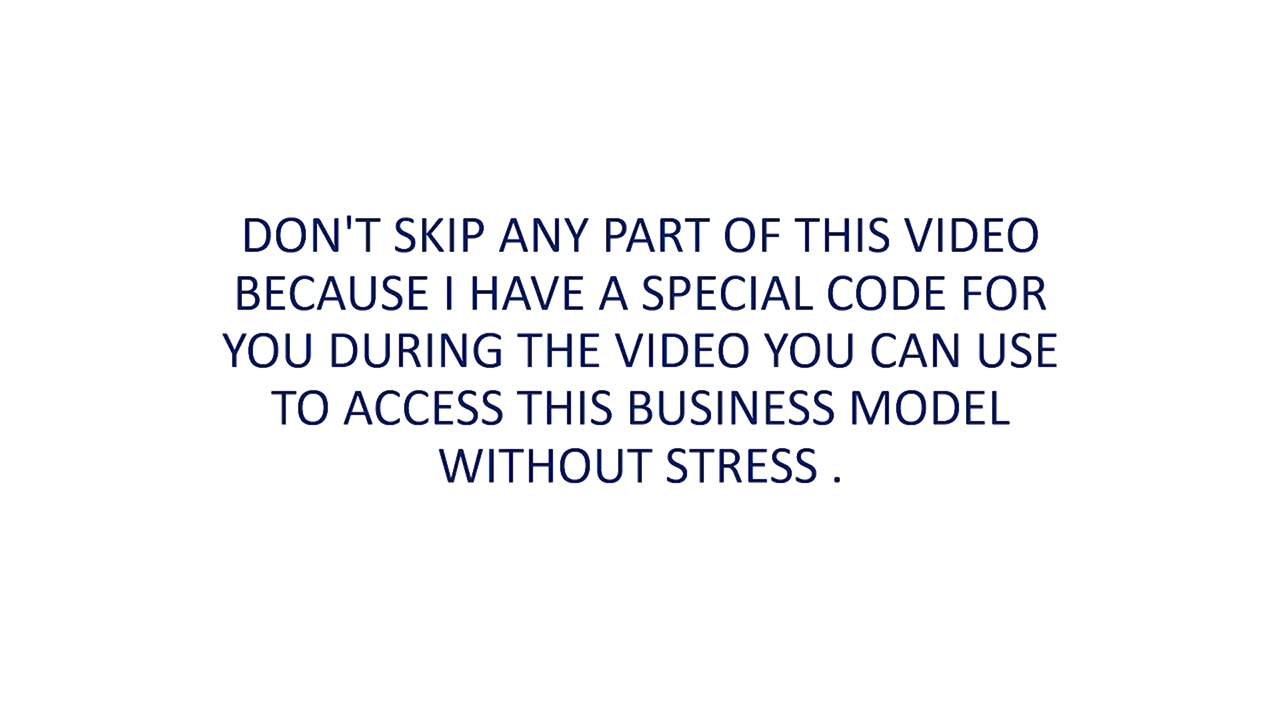 DON'T SKIP ANY PART OF THIS VIDEO
BECAUSE I HAVE A SPECIAL CODE FOR
YOU DURING THE VIDEO YOU CAN USE
TO ACCESS THIS BUSINESS MODEL
WITHOUT STRESS .